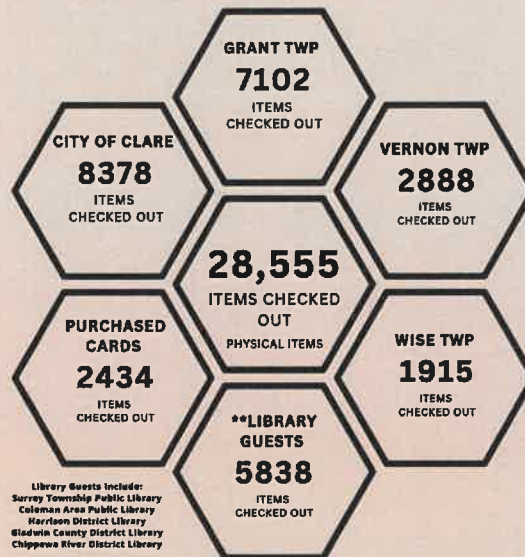 GRANT TWP
7102
ITEMS
CHECKED OUT
CITY OF CLARE
8378
ITEMS
CHECKED OUT
VERNON TWP
2888
ITEMS
CHECKED OUT
28,555
ITEMS CHECKED
OUT
PHYSICAL ITEMS
PURCHASED
CARDS
2434
ITEMS
CHECKED OUT
WISE TWP
1915
ITEMS
CHECKED OUT
**LIBRARY
GUESTS
5838
ITEMS
CHECKED OUT
Library Guests Include:
Surrey Township Public Library
Coleman Area Public Library
Harrison District Library
Gladwin County District Library
Chippewa River District Library